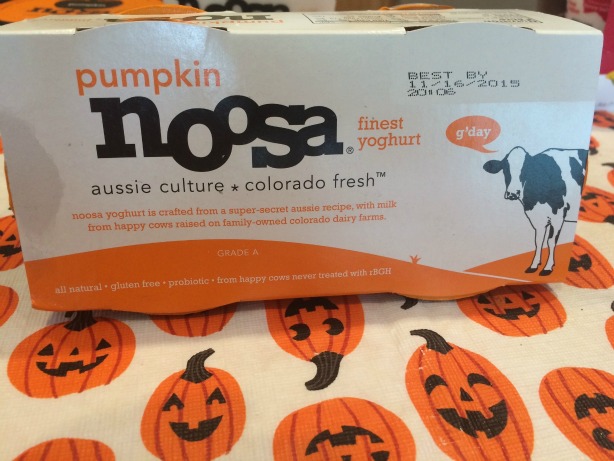 pumpkin
noosa®
finest
yoghurt
BEST BY
11/16/2015
20:06
g'day
aussie culture * colorado fresh™
noosa yoghurt is crafted from a super-secret aussie recipe, with milk
from happy cows raised on family-owned colorado dairy farms.
GRADE A
all natural • gluten free • probiotic • from happy cows never treated with rBGH